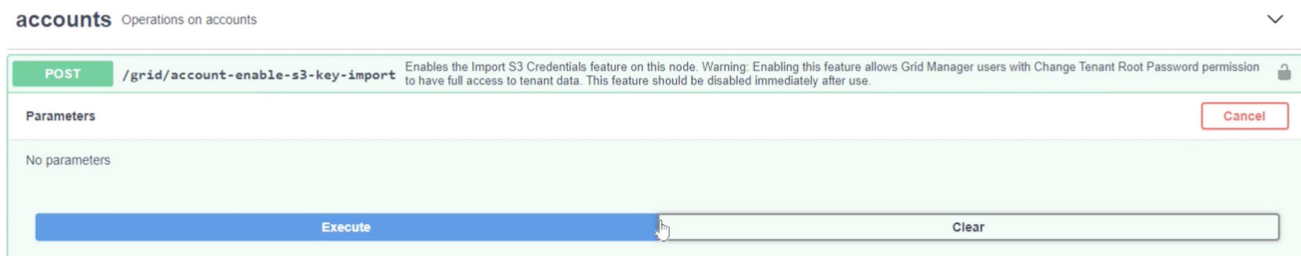 accounts Operations on accounts
POST /grid/account-enable-s3-key-import Enables the Import S3 Credentials feature on this node. Warning: Enabling this feature allows Grid Manager users with Change Tenant Root Password permission
to have full access to tenant data. This feature should be disabled immediately after use.
Parameters Cancel
No parameters
Execute Clear